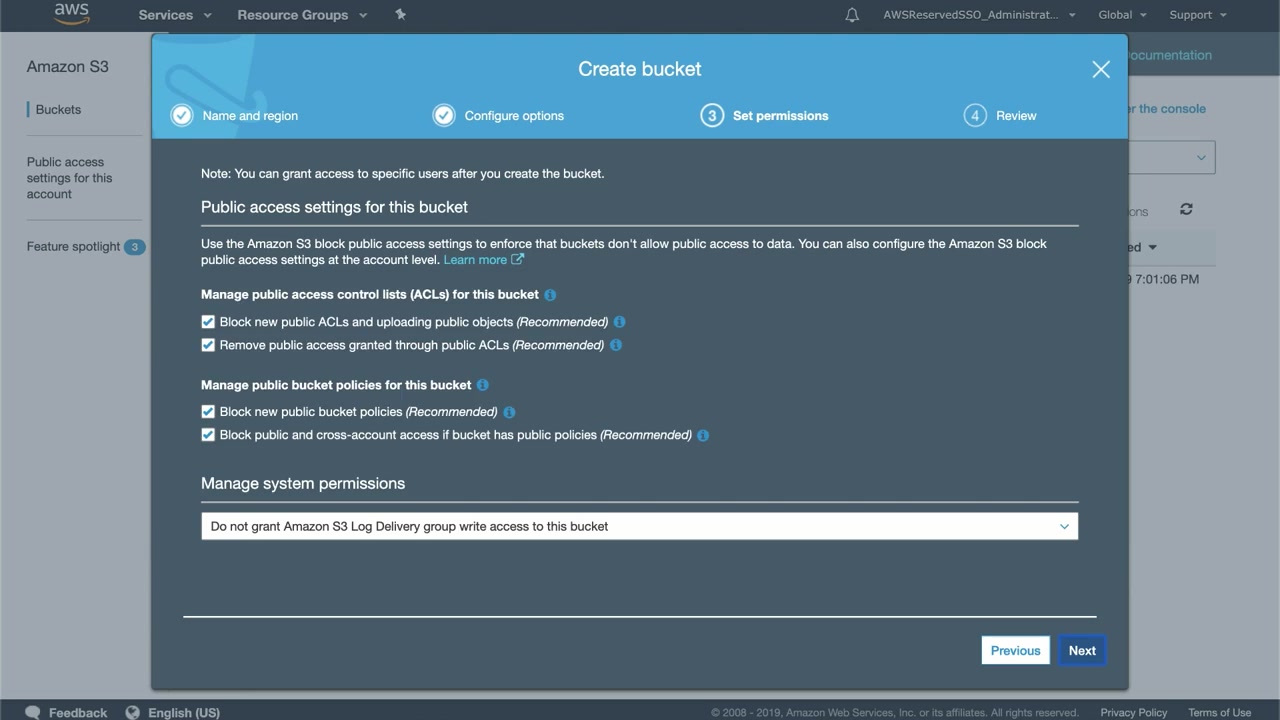 aws
Services
Resource Groups
AWSReservedSSO_Administrat...
Global
Support
Amazon S3
Buckets
Public access
settings for this
account
Feature spotlight 3
Create bucket
Documentation
Name and region
Configure options
3 Set permissions
4 Review
er the console
Note: You can grant access to specific users after you create the bucket.
Public access settings for this bucket
ons
Use the Amazon S3 block public access settings to enforce that buckets don't allow public access to data. You can also configure the Amazon S3 block
public access settings at the account level. Learn more
ed
9 7:01:06 PM
Manage public access control lists (ACLs) for this bucket
Block new public ACLs and uploading public objects (Recommended)
Remove public access granted through public ACLs (Recommended)
Manage public bucket policies for this bucket
Block new public bucket policies (Recommended)
Block public and cross-account access if bucket has public policies (Recommended)
Manage system permissions
Do not grant Amazon S3 Log Delivery group write access to this bucket
Previous
Next
Feedback
English (US)
© 2008 - 2019, Amazon Web Services, Inc. or its affiliates. All rights reserved.
Privacy Policy
Terms of Use